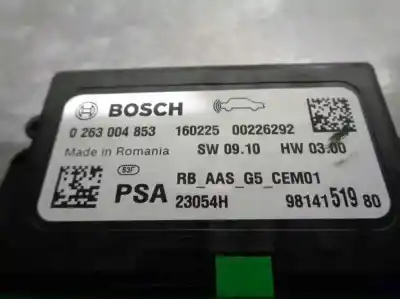 BOSCH
0 263 004 853 160225 00226292
Made in Romania SW 09.10 HW 03.00
S3F RB_AAS_G5_CEM01
PSA 23054H 98141519 80